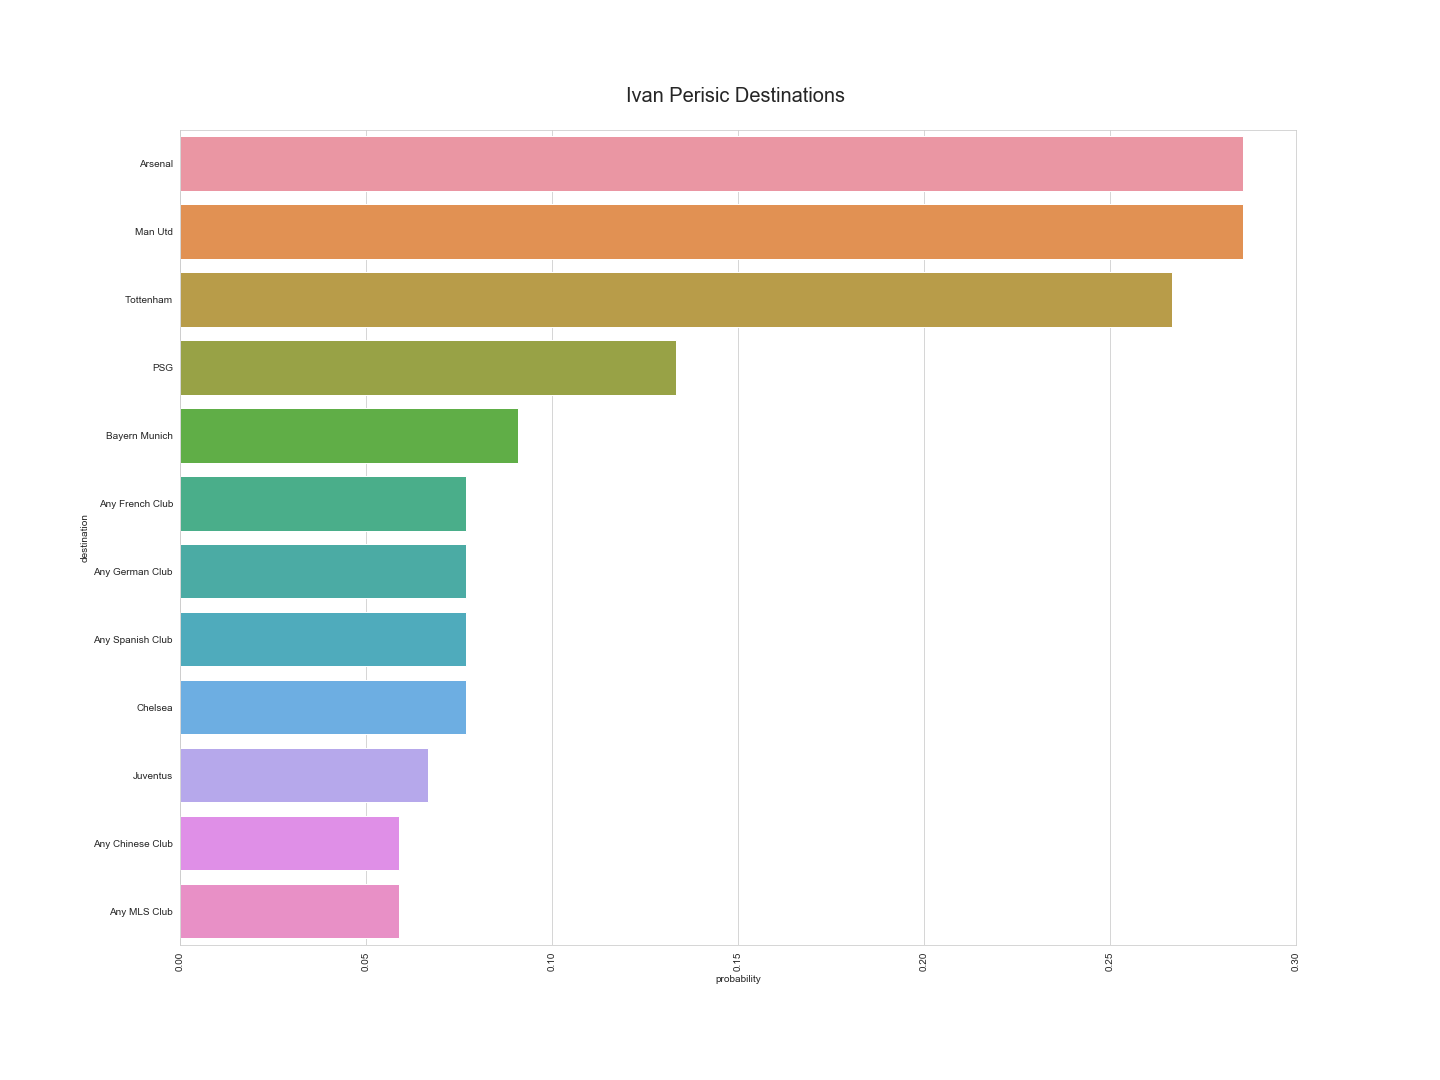 Ivan Perisic Destinations
Arsenal
Man Utd
Tottenham
PSG
Bayern Munich
Any French Club
destination
Any German Club
Any Spanish Club
Chelsea
Juventus
Any Chinese Club
Any MLS Club
0.00 0.05 0.10 0.15 0.20 0.25 0.30
probability